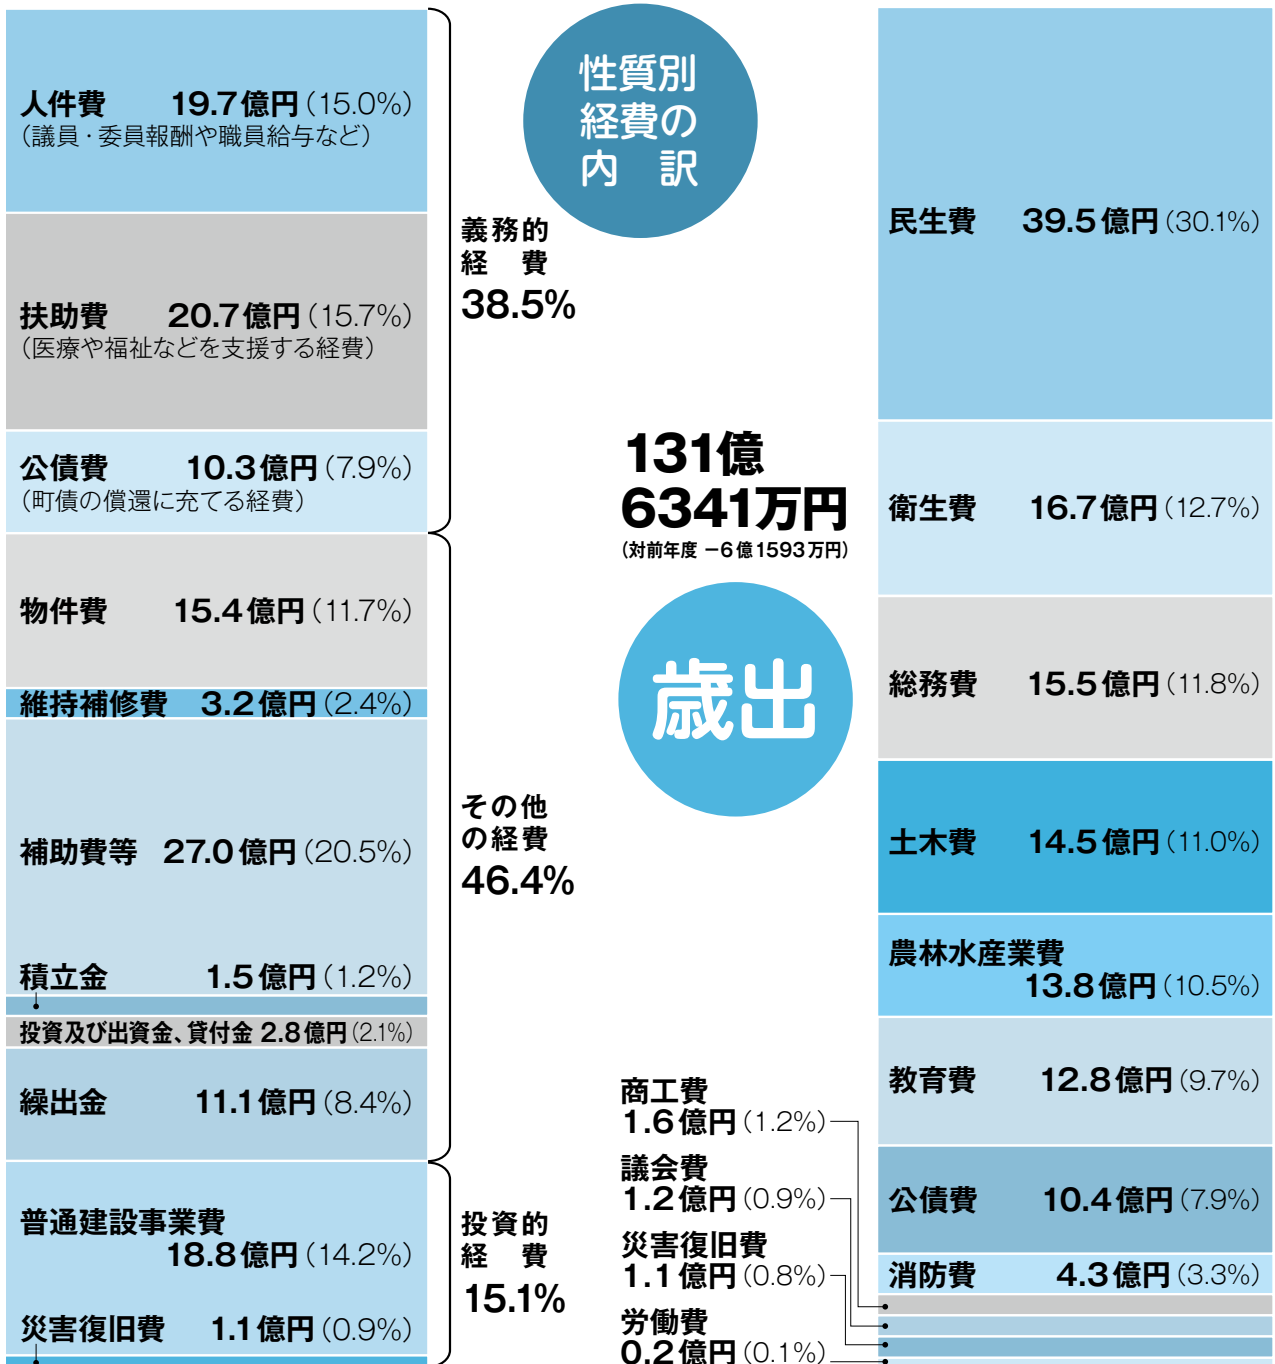 性質別
経費の
内　訳
人件費 19.7億円(15.0%)
(議員・委員報酬や職員給与など)
扶助費 20.7億円(15.7%)
(医療や福祉などを支援する経費)
公債費 10.3億円(7.9%)
(町債の償還に充てる経費)
義務的
経　費
38.5%
物件費 15.4億円(11.7%)
維持補修費 3.2億円(2.4%)
補助費等 27.0億円(20.5%)
積立金 1.5億円(1.2%)
投資及び出資金、貸付金 2.8億円(2.1%)
繰出金 11.1億円(8.4%)
その他
の経費
46.4%
普通建設事業費
18.8億円(14.2%)
災害復旧費 1.1億円(0.9%)
投資的
経　費
15.1%
131億
6341万円
(対前年度 −6億1593万円)
歳出
民生費 39.5億円(30.1%)
衛生費 16.7億円(12.7%)
総務費 15.5億円(11.8%)
土木費 14.5億円(11.0%)
農林水産業費
13.8億円(10.5%)
教育費 12.8億円(9.7%)
公債費 10.4億円(7.9%)
消防費 4.3億円(3.3%)
商工費
1.6億円(1.2%)
議会費
1.2億円(0.9%)
災害復旧費
1.1億円(0.8%)
労働費
0.2億円(0.1%)